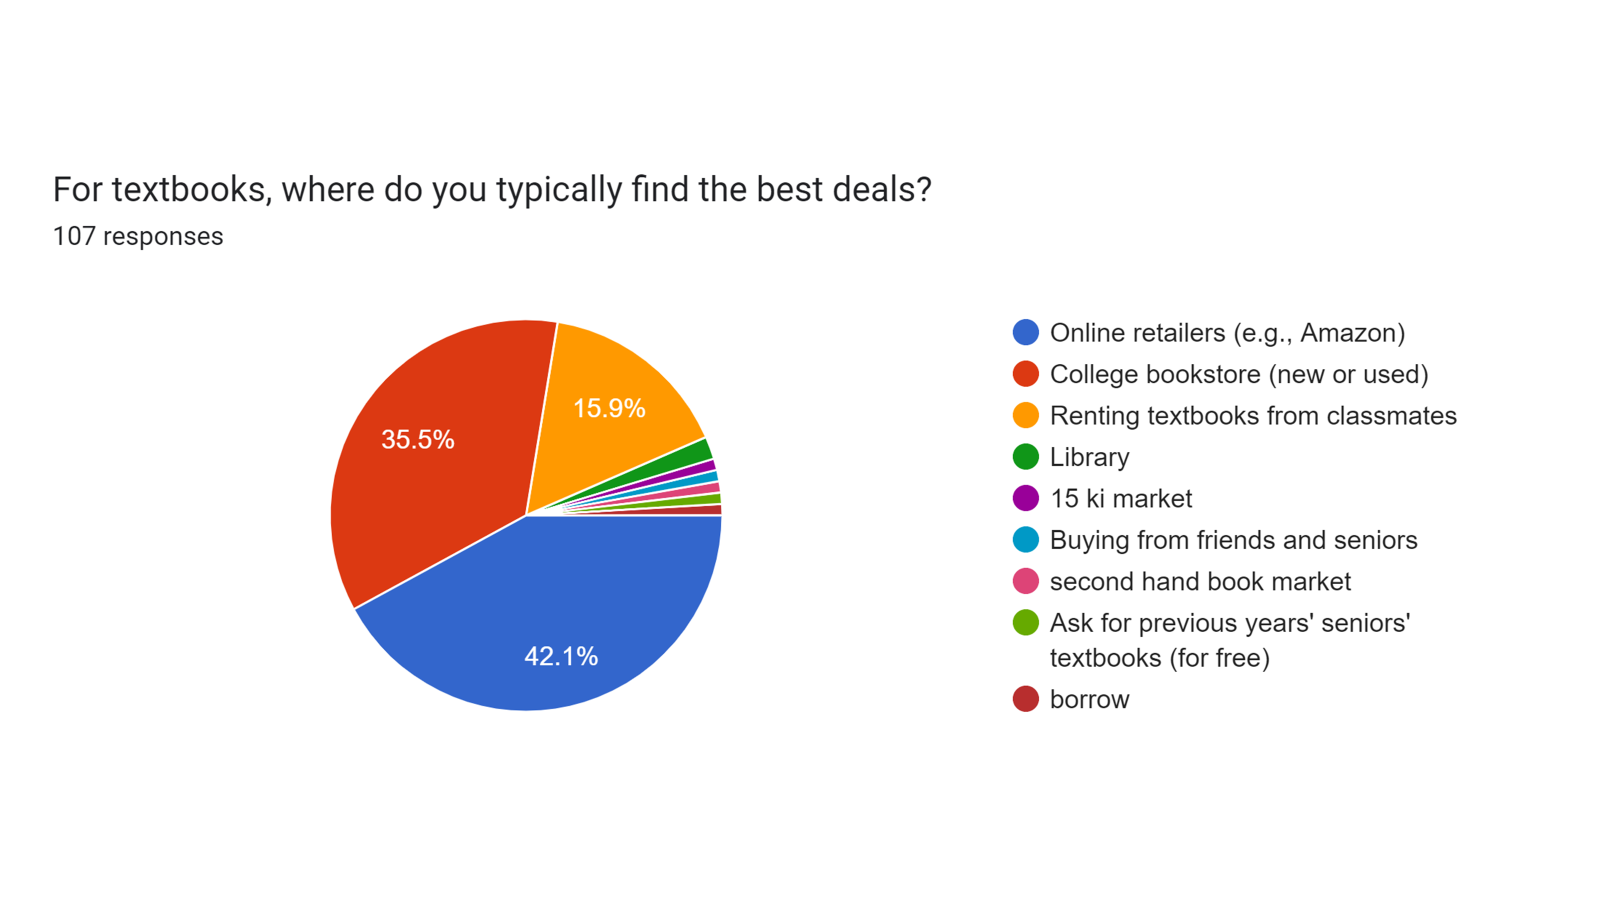 For textbooks, where do you typically find the best deals?
107 responses
35.5%
15.9%
42.1%
Online retailers (e.g., Amazon)
College bookstore (new or used)
Renting textbooks from classmates
Library
15 ki market
Buying from friends and seniors
second hand book market
Ask for previous years' seniors'
textbooks (for free)
borrow